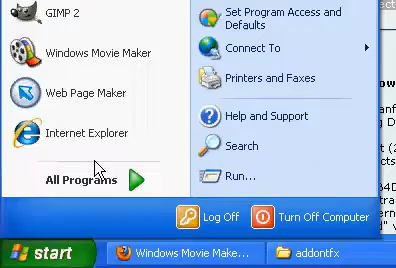 GIMP 2
Windows Movie Maker
Web Page Maker
Internet Explorer
All Programs
Set Program Access and
Defaults
Connect To
Printers and Faxes
Help and Support
Search
Run...
Log Off
Turn Off Computer
start
Windows Movie Make...
addontfx